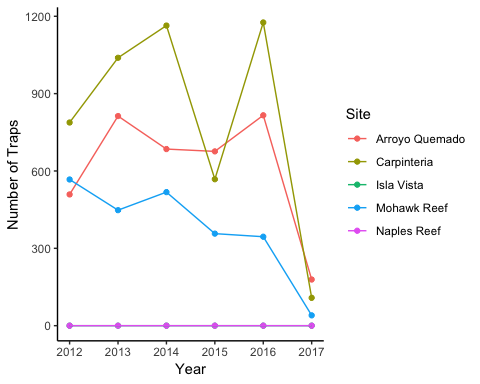 1200
900
600
300
0
Number of Traps
2012 2013 2014 2015 2016 2017
Year
Site
Arroyo Quemado
Carpinteria
Isla Vista
Mohawk Reef
Naples Reef